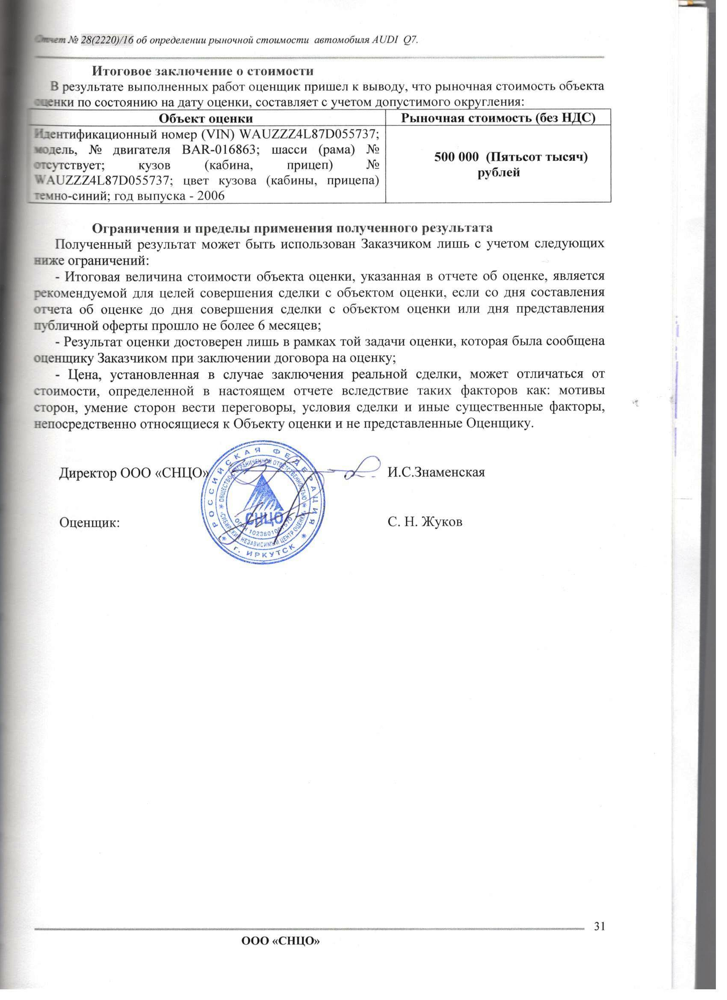 Отчет № 28(2220)/16 об определении рыночной стоимости автомобиля AUDI Q7.
Итоговое заключение о стоимости
В результате выполненных работ оценщик пришел к выводу, что рыночная стоимость объекта
оценки по состоянию на дату оценки, составляет с учетом допустимого округления:
Объект оценки
Рыночная стоимость (без НДС)
Идентификационный номер (VIN) WAUZZZ4L87D055737;
модель, № двигателя BAR-016863; шасси (рама) №
отсутствует; кузов (кабина, прицеп) №
WAUZZZ4L87D055737; цвет кузова (кабины, прицепа)
темно-синий; год выпуска - 2006
500 000 (Пятьсот тысяч)
рублей
Ограничения и пределы применения полученного результата
Полученный результат может быть использован Заказчиком лишь с учетом следующих
ниже ограничений:
- Итоговая величина стоимости объекта оценки, указанная в отчете об оценке, является
рекомендуемой для целей совершения сделки с объектом оценки, если со дня составления
отчета об оценке до дня совершения сделки с объектом оценки или дня представления
публичной оферты прошло не более 6 месяцев;
- Результат оценки достоверен лишь в рамках той задачи оценки, которая была сообщена
оценщику Заказчиком при заключении договора на оценку;
- Цена, установленная в случае заключения реальной сделки, может отличаться от
стоимости, определенной в настоящем отчете вследствие таких факторов как: мотивы
сторон, умение сторон вести переговоры, условия сделки и иные существенные факторы,
непосредственно относящиеся к Объекту оценки и не представленные Оценщику.
Директор ООО «СНЦО»
И.С.Знаменская
РОССИЙСКАЯ ФЕДЕРАЦИЯ
ОБЩЕСТВО С ОГРАНИЧЕННОЙ ОТВЕТСТВЕННОСТЬЮ
СНЦО
ОГРН
«СИБИРСКИЙ НЕЗАВИСИМЫЙ ЦЕНТР ОЦЕНКИ»
г. ИРКУТСК
Оценщик:
С. Н. Жуков
31
ООО «СНЦО»